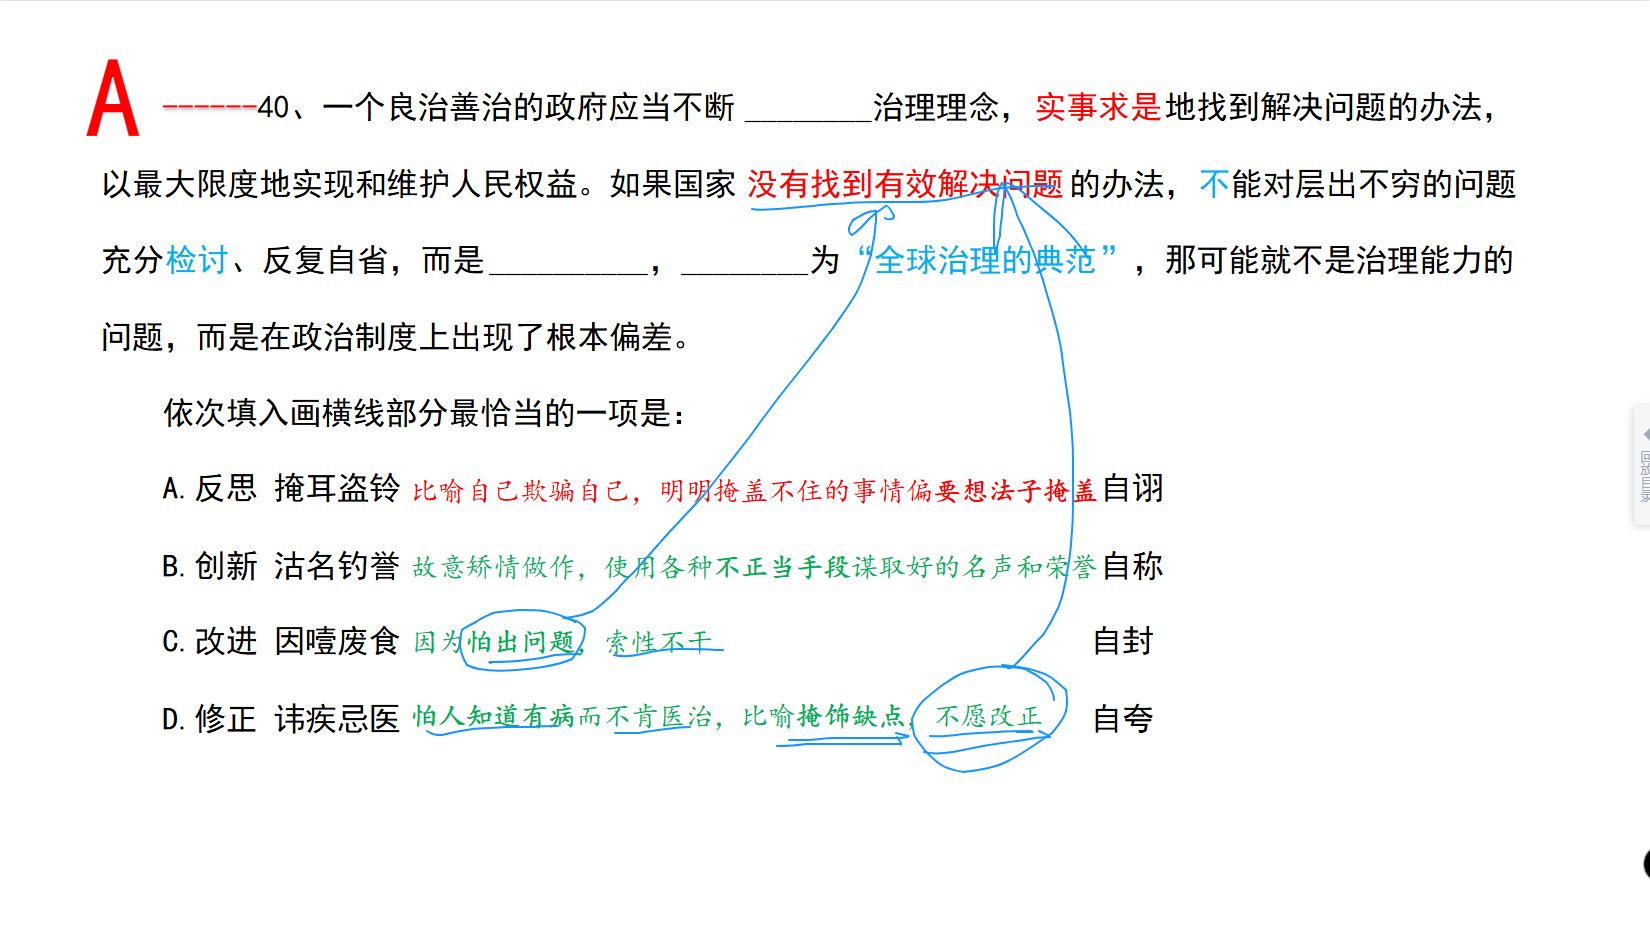 A ------40、一个良治善治的政府应当不断________治理理念，实事求是地找到解决问题的办法，
以最大限度地实现和维护人民权益。如果国家没有找到有效解决问题的办法，不能对层出不穷的问题
充分检讨、反复自省，而是__________，________为“全球治理的典范”，那可能就不是治理能力的
问题，而是在政治制度上出现了根本偏差。
依次填入画横线部分最恰当的一项是：
A.反思 掩耳盗铃 比喻自己欺骗自己，明明掩盖不住的事情偏要想法子掩盖 自诩
B.创新 沽名钓誉 故意矫情做作，使用各种不正当手段谋取好的名声和荣誉 自称
C.改进 因噎废食 因为怕出问题，索性不干 自封
D.修正 讳疾忌医 怕人知道有病而不肯医治，比喻掩饰缺点，不愿改正 自夸
回放目录